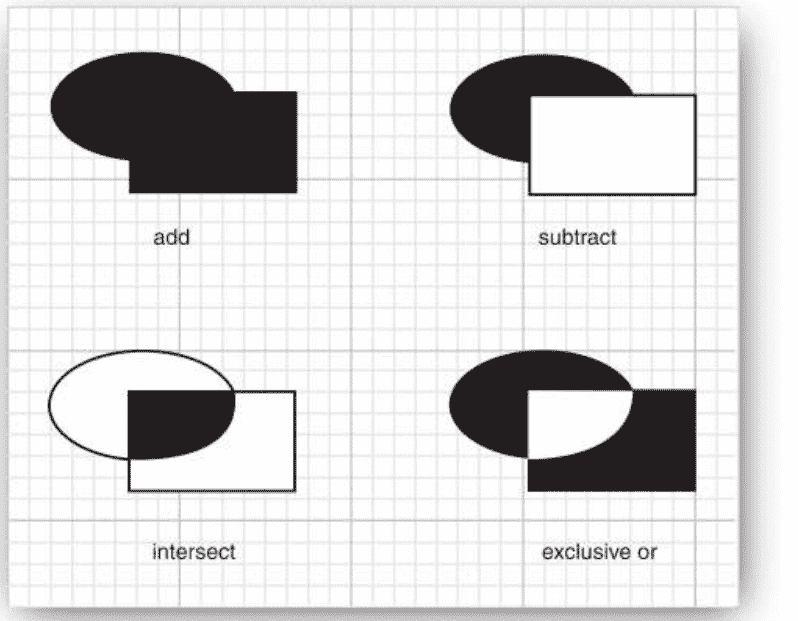 add
subtract
intersect
exclusive or